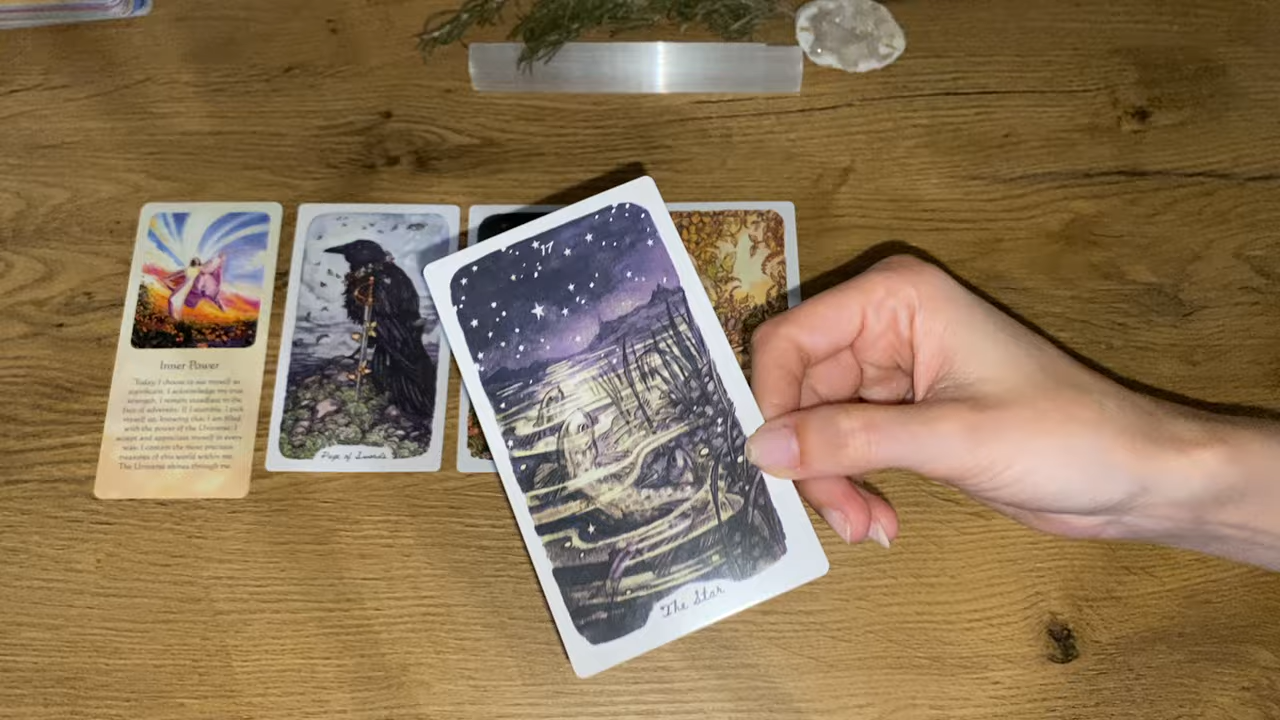 17
The Star
Page of Swords
Inner Power
Today, I choose to see myself as
significant. I acknowledge my true
strength. I remain steadfast in the
face of adversity. If I stumble, I pick
myself up, knowing that I am filled
with the power of the Universe. I
accept and appreciate myself in every
way. I contain the most precious
treasures of this world within me.
The Universe shines through me.